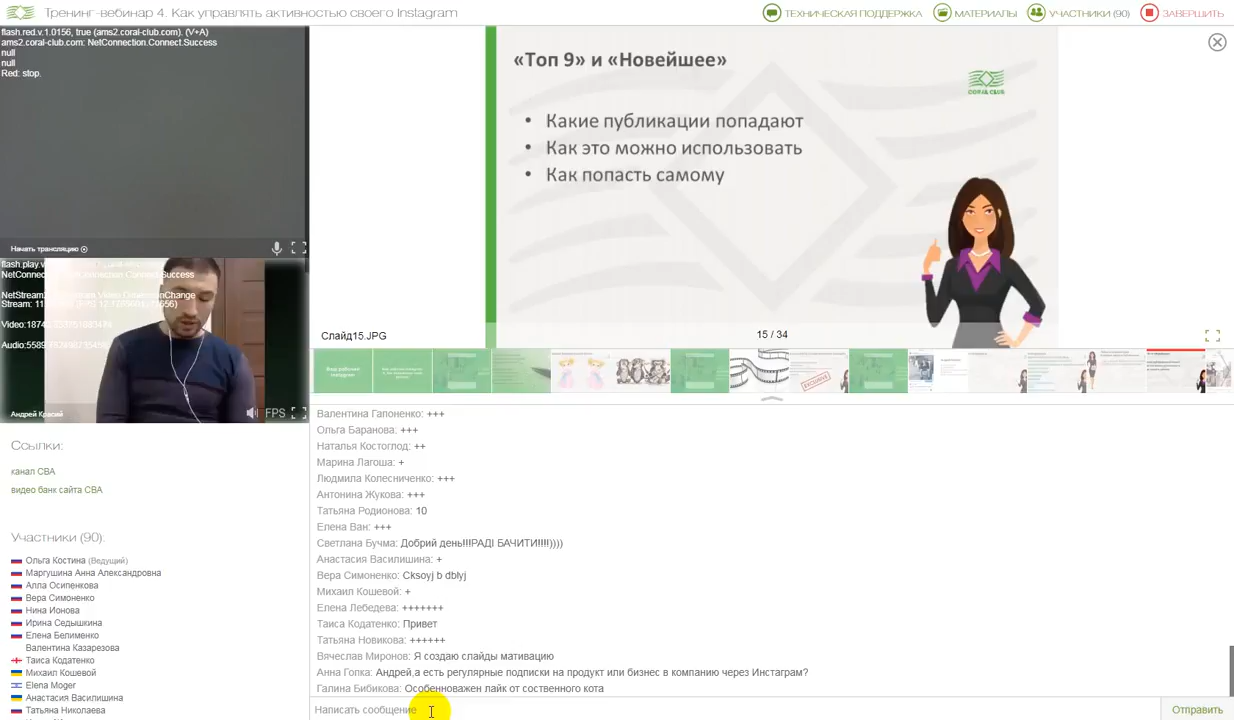 Тренинг-вебинар 4. Как управлять активностью своего Instagram
ТЕХНИЧЕСКАЯ ПОДДЕРЖКА
МАТЕРИАЛЫ
УЧАСТНИКИ (90)
ЗАВЕРШИТЬ
flash.red.v.1.0156, true (ams2.coral-club.com). (V+A)
ams2.coral-club.com: NetConnection.Connect.Success
null
null
Red: stop.
Начать трансляцию
Success
Change
Андрей Красий
FPS
«Топ 9» и «Новейшее»
CORAL CLUB
• Какие публикации попадают
• Как это можно использовать
• Как попасть самому
Слайд15.JPG
15 / 34
EXCLUSIVE
Валентина Гапоненко: +++
Ольга Баранова: +++
Наталья Костоглод: ++
Марина Лагоша: +
Людмила Колесниченко: +++
Антонина Жукова: +++
Татьяна Родионова: 10
Елена Ван: +++
Светлана Бучма: Добрий день!!!РАДІ БАЧИТИ!!!!))))
Анастасия Василишина: +
Вера Симоненко: Cksoyj b dblyj
Михаил Кошевой: +
Елена Лебедева: +++++++
Таиса Кодатенко: Привет
Татьяна Новикова: ++++++
Вячеслав Миронов: Я создаю слайды мативацию
Анна Голка: Андрей,а есть регулярные подписки на продукт или бизнес в компанию через Инстаграм?
Галина Бибикова: Особенноважен лайк от соственного кота
Написать сообщение
Отправить
Ссылки:
канал СВА
видео банк сайта СВА
Участники (90):
Ольга Костина (Ведущий)
Маргушина Анна Александровна
Алла Осипенкова
Вера Симоненко
Нина Ионова
Ирина Седышкина
Елена Белименко
Валентина Казарезова
Таиса Кодатенко
Михаил Кошевой
Elena Moger
Анастасия Василишина
Татьяна Николаева